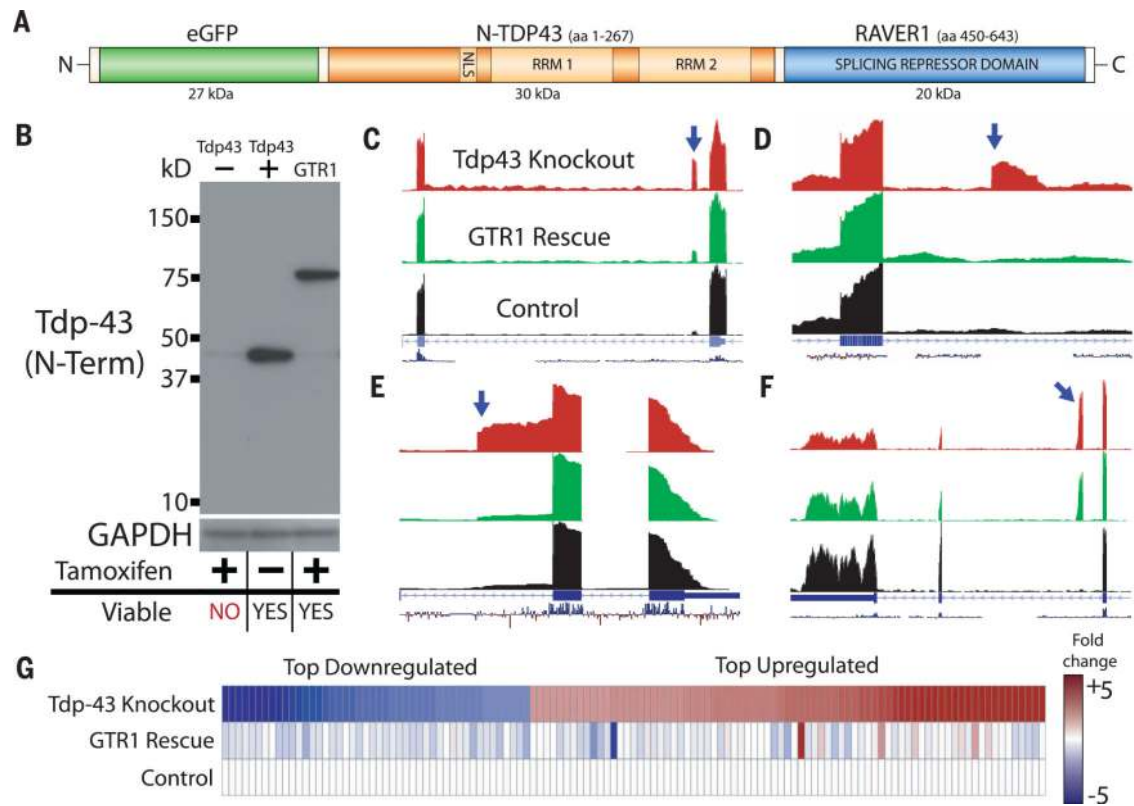 A
eGFP
N-TDP43 (aa 1-267)
RAVER1 (aa 450-643)
N
NLS
RRM 1
RRM 2
SPLICING REPRESSOR DOMAIN
C
27 kDa
30 kDa
20 kDa
B
Tdp43 Tdp43
kD − + GTR1
150
75
50
37
10
Tdp-43
(N-Term)
GAPDH
Tamoxifen + − +
Viable NO YES YES
C
Tdp43 Knockout
GTR1 Rescue
Control
D
E
F
G
Top Downregulated
Top Upregulated
Tdp-43 Knockout
GTR1 Rescue
Control
Fold
change
+5
-5